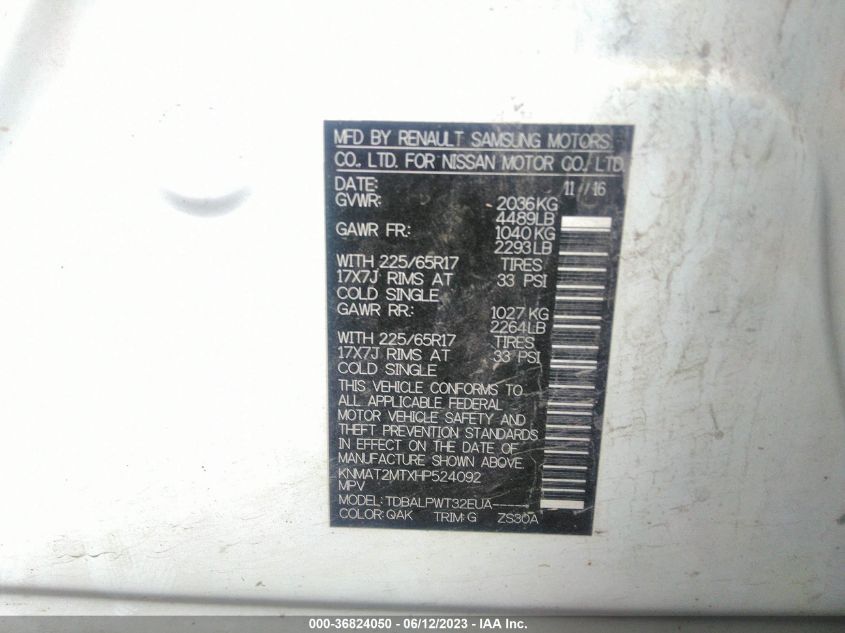 MFD BY RENAULT SAMSUNG MOTORS
CO., LTD. FOR NISSAN MOTOR CO., LTD.
DATE: 11 / 16
GVWR: 2036KG
4489LB
GAWR FR: 1040 KG
2293LB
WITH 225/65R17 TIRES
17X7J RIMS AT 33 PSI
COLD SINGLE
GAWR RR: 1027 KG
2264LB
WITH 225/65R17 TIRES
17X7J RIMS AT 33 PSI
COLD SINGLE
THIS VEHICLE CONFORMS TO
ALL APPLICABLE FEDERAL
MOTOR VEHICLE SAFETY AND
THEFT PREVENTION STANDARDS
IN EFFECT ON THE DATE OF
MANUFACTURE SHOWN ABOVE.
KNMAT2MTXHP524092
MPV
MODEL: TDBALPWT32EUA-----
COLOR: QAK TRIM: G ZS30A
000-36824050 - 06/12/2023 - IAA Inc.